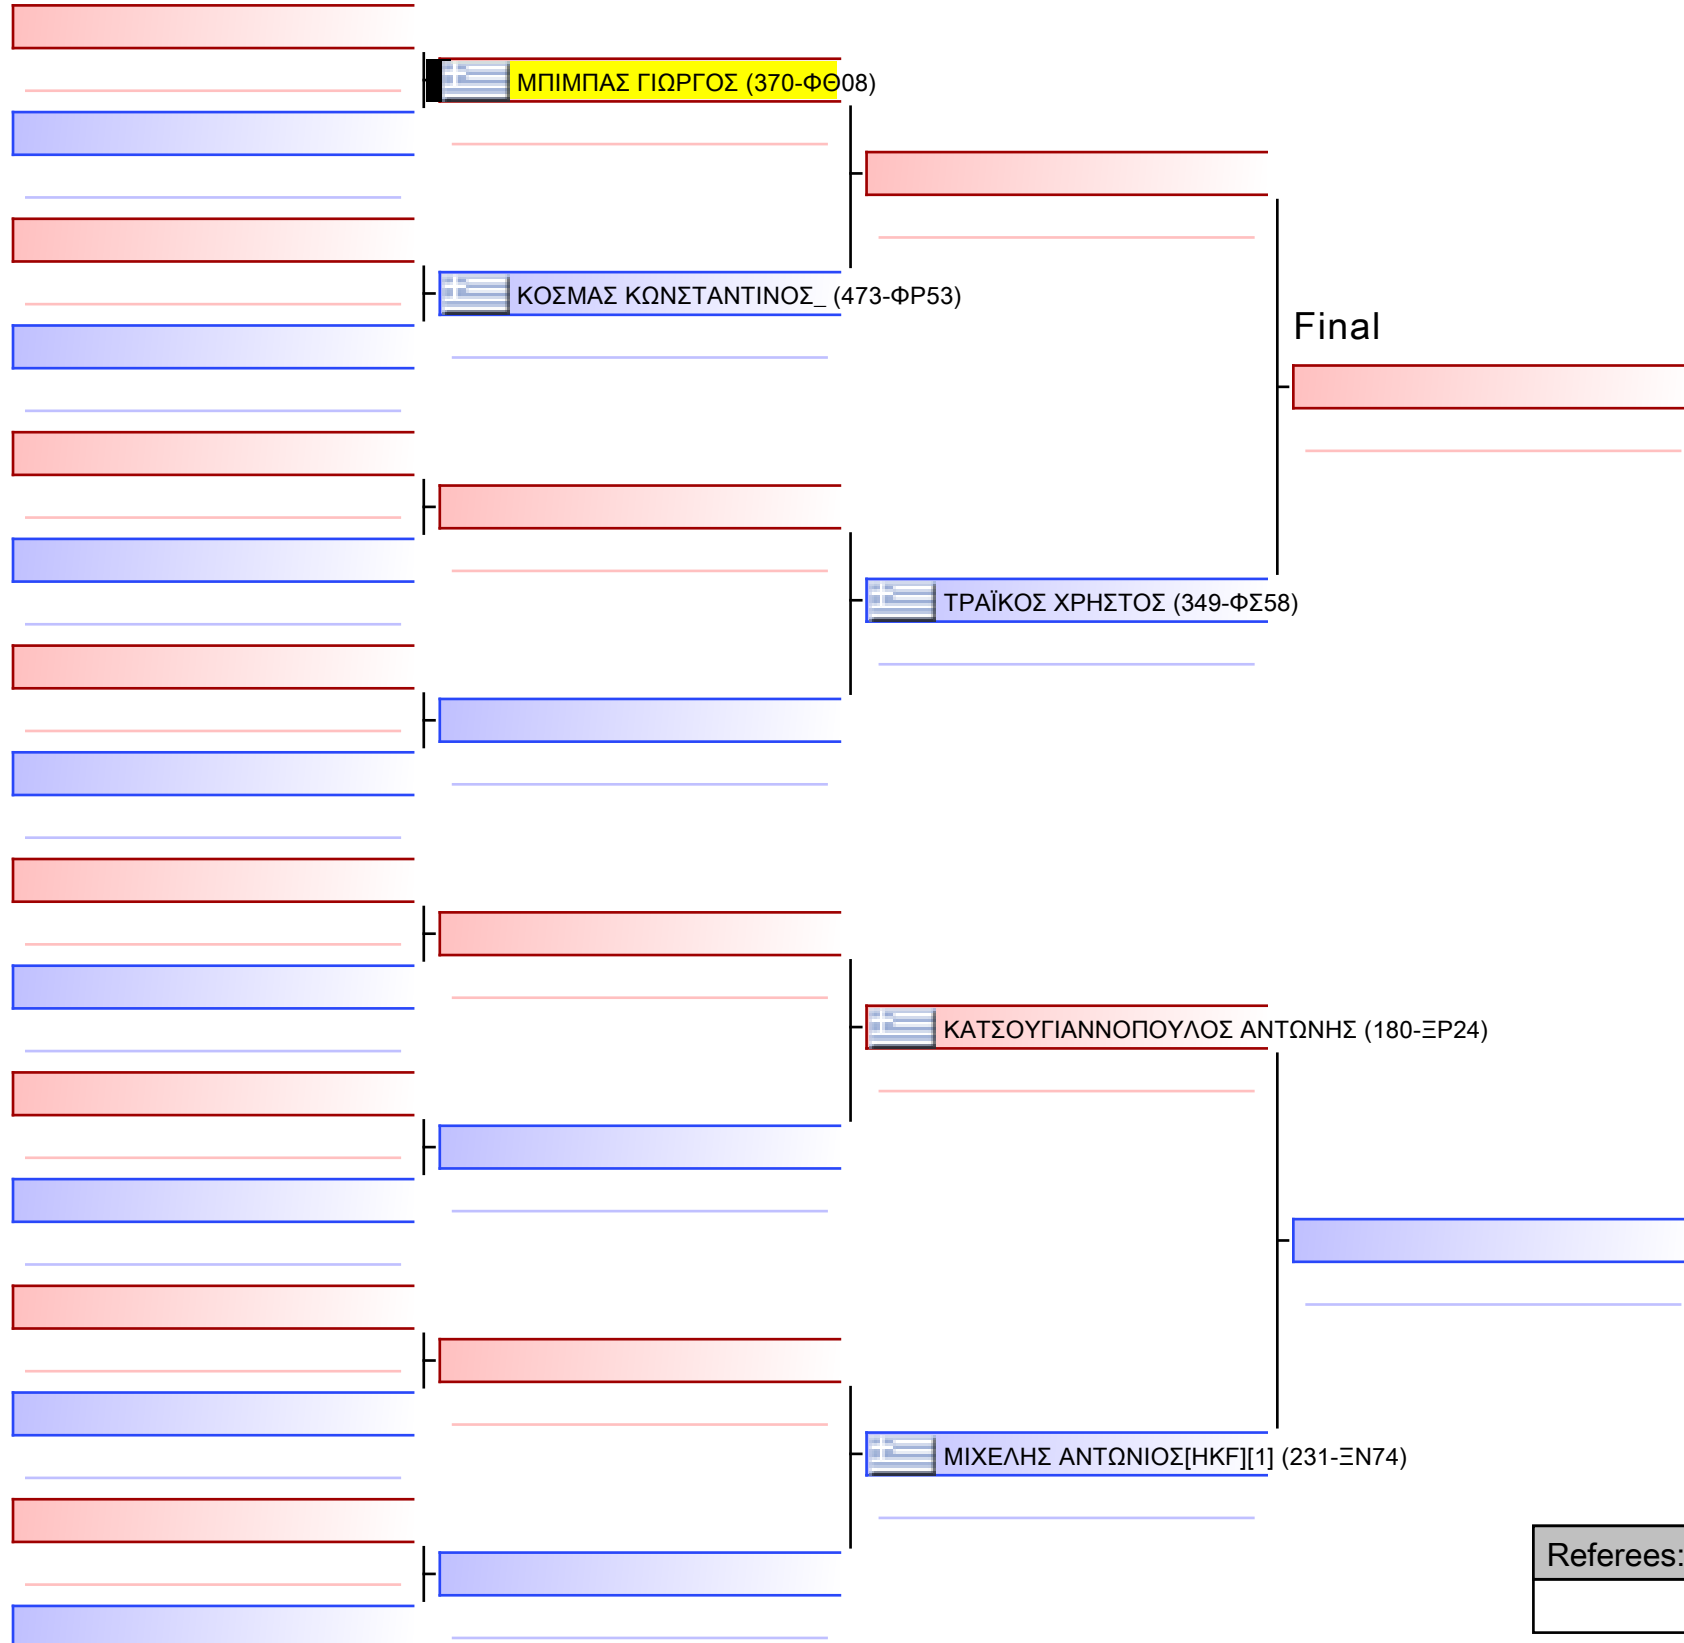 ΜΠΙΜΠΑΣ ΓΙΩΡΓΟΣ (370-ΦΘ08)
ΚΟΣΜΑΣ ΚΩΝΣΤΑΝΤΙΝΟΣ_ (473-ΦΡ53)
Final
ΤΡΑΪΚΟΣ ΧΡΗΣΤΟΣ (349-ΦΣ58)
ΚΑΤΣΟΥΓΙΑΝΝΟΠΟΥΛΟΣ ΑΝΤΩΝΗΣ (180-ΞΡ24)
ΜΙΧΕΛΗΣ ΑΝΤΩΝΙΟΣ[HKF][1] (231-ΞΝ74)
Referees: